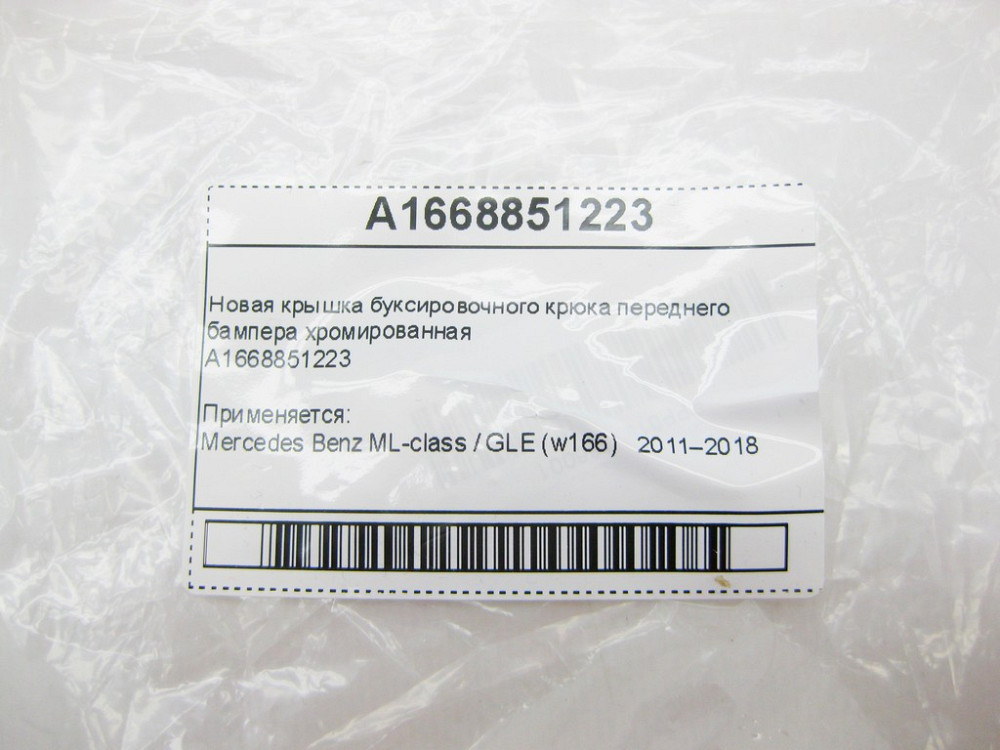 A1668851223
Новая крышка буксировочного крюка переднего
бампера хромированная
A1668851223
Применяется:
Mercedes Benz ML-class / GLE (w166) 2011–2018